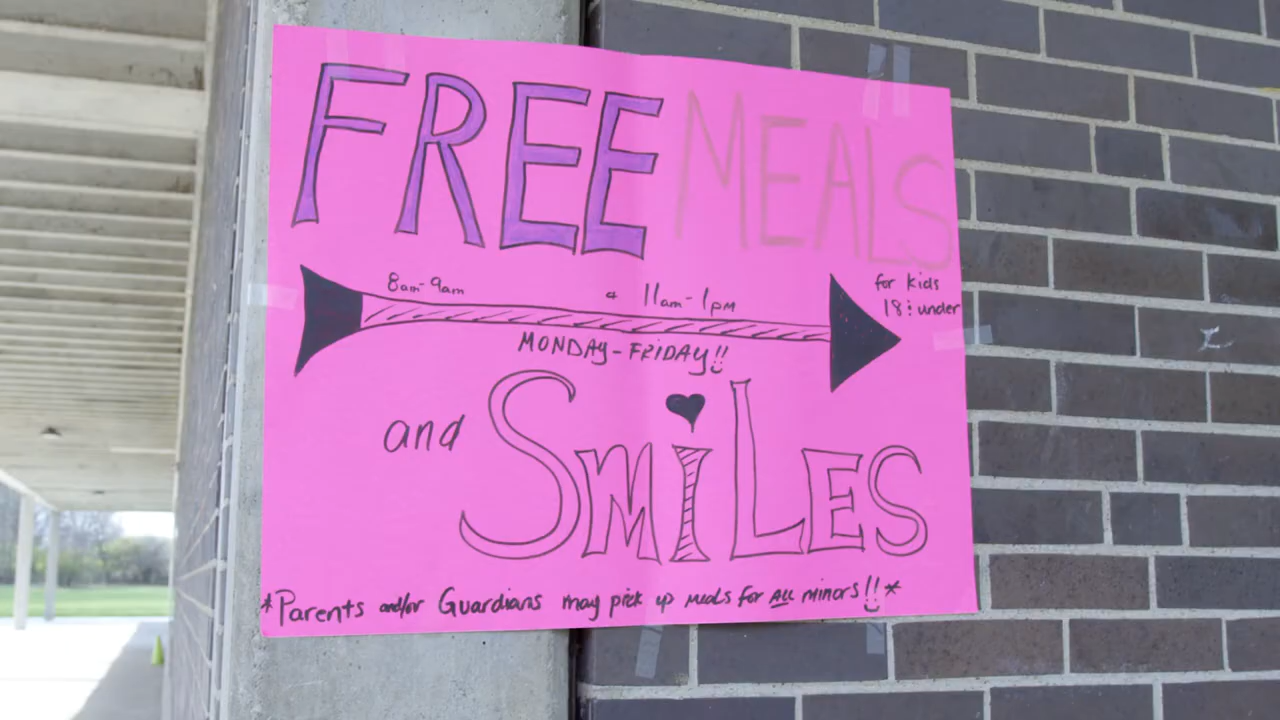 FREE MEALS
8am-9am + 11am-1pm
for kids
18 & under
MONDAY-FRiDAY!!
and SMiLES
*Parents and/or Guardians may pick up meals for ALL minors!!*